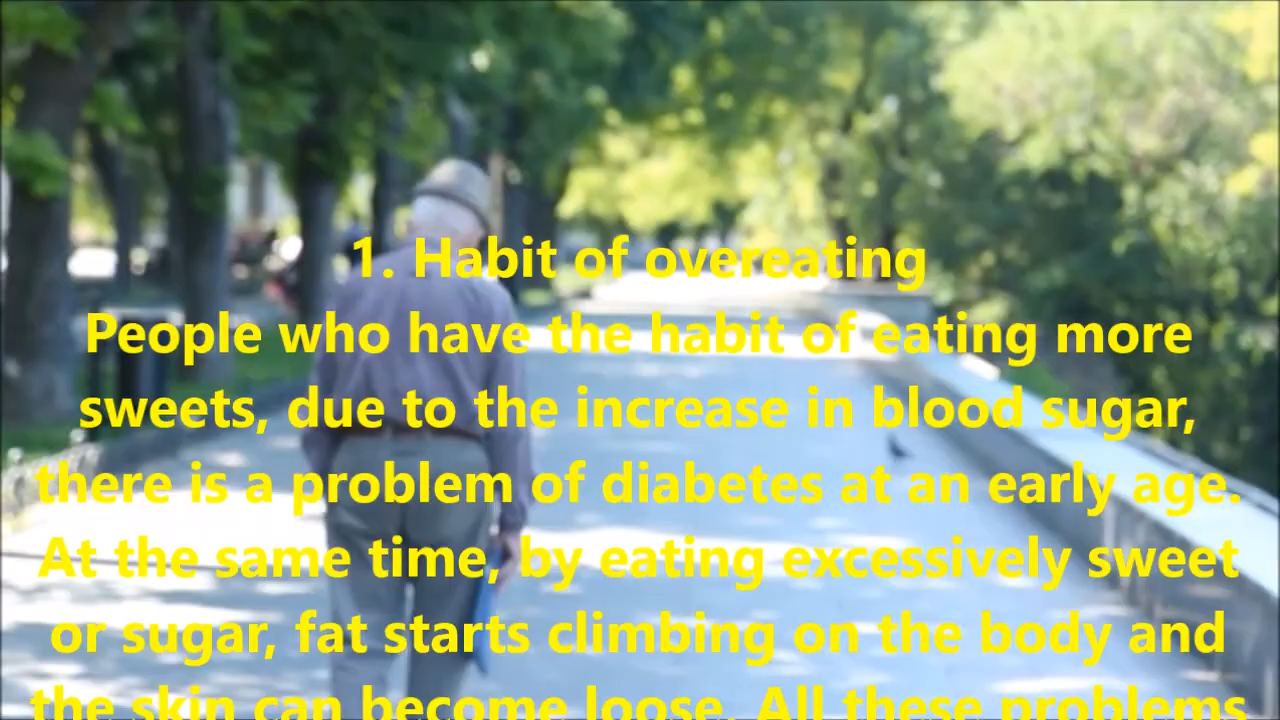 1. Habit of overeating
People who have the habit of eating more
sweets, due to the increase in blood sugar,
there is a problem of diabetes at an early age.
At the same time, by eating excessively sweet
or sugar, fat starts climbing on the body and
the skin can become loose. All these problems